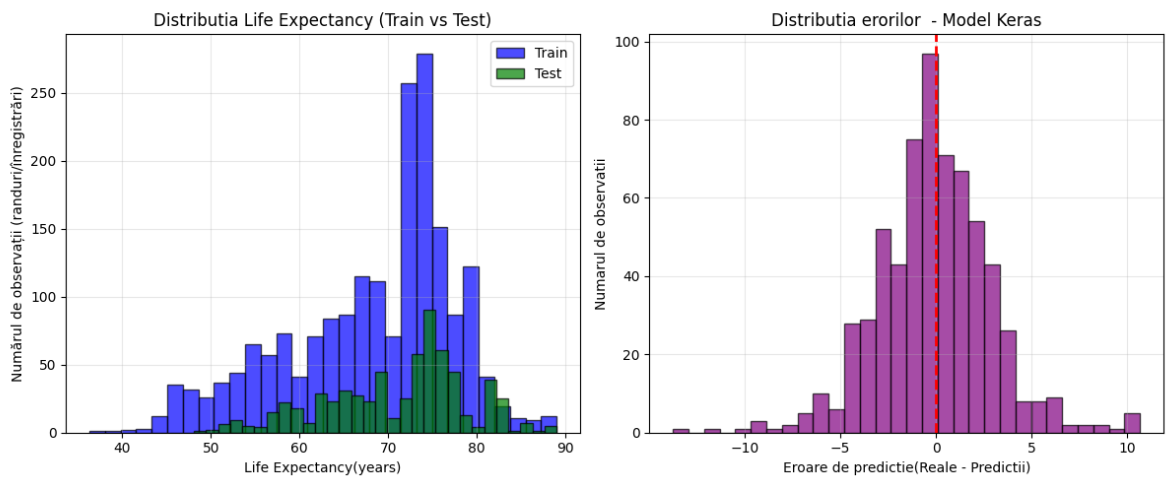 Distributia Life Expectancy (Train vs Test)
Train
Test
Numărul de observații (randuri/înregistrări)
250
200
150
100
50
0
40
50
60
70
80
90
Life Expectancy(years)
Distributia erorilor  - Model Keras
Numarul de observatii
100
80
60
40
20
0
−10
−5
0
5
10
Eroare de predictie(Reale - Predictii)